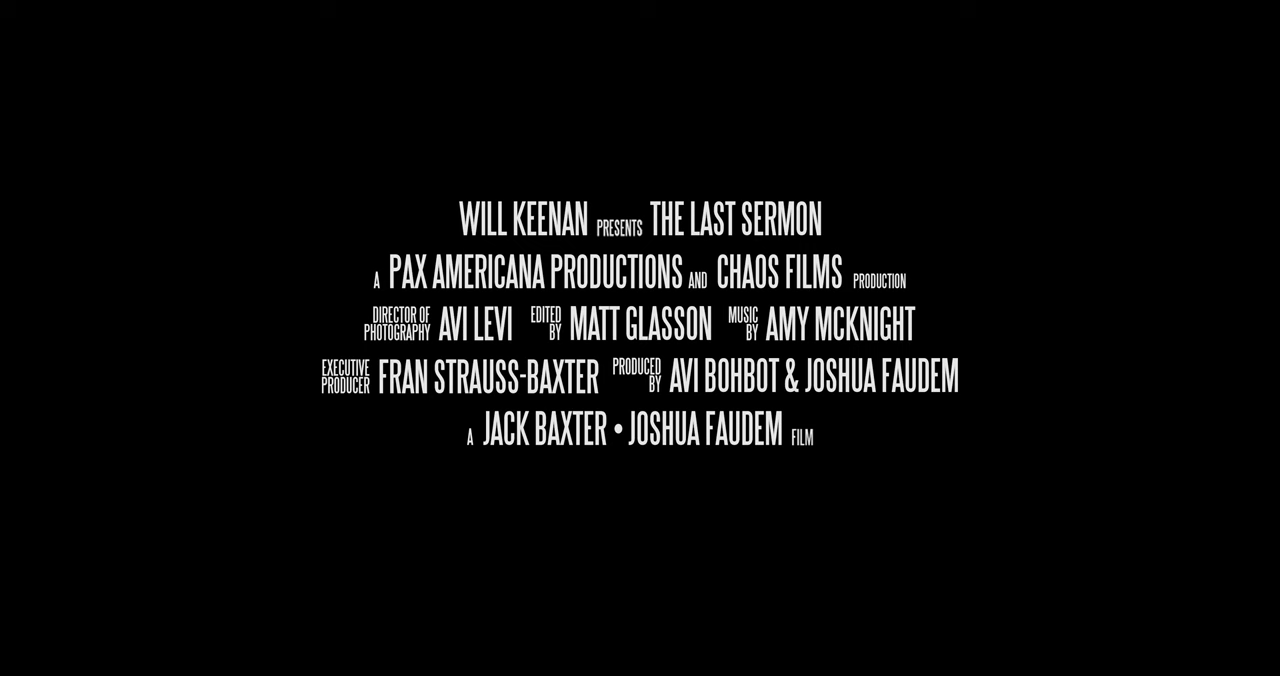 WILL KEENAN PRESENTS THE LAST SERMON
A PAX AMERICANA PRODUCTIONS AND CHAOS FILMS PRODUCTION
DIRECTOR OF PHOTOGRAPHY AVI LEVI EDITED BY MATT GLASSON MUSIC BY AMY MCKNIGHT
EXECUTIVE PRODUCER FRAN STRAUSS-BAXTER PRODUCED BY AVI BOHBOT & JOSHUA FAUDEM
A JACK BAXTER • JOSHUA FAUDEM FILM